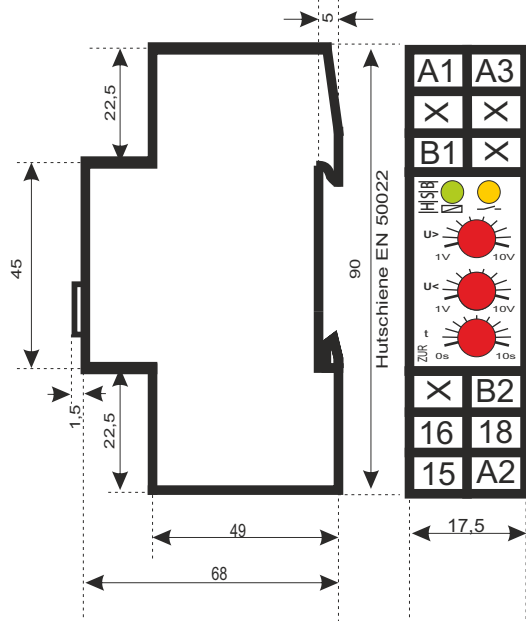 5
22,5
45
1,5
22,5
90
Hutschiene EN 50022
49
68
A1 A3
X X
B1 X
HSB
U>
1V 10V
U<
1V 10V
t
ZUR
0s 10s
X B2
16 18
15 A2
17,5